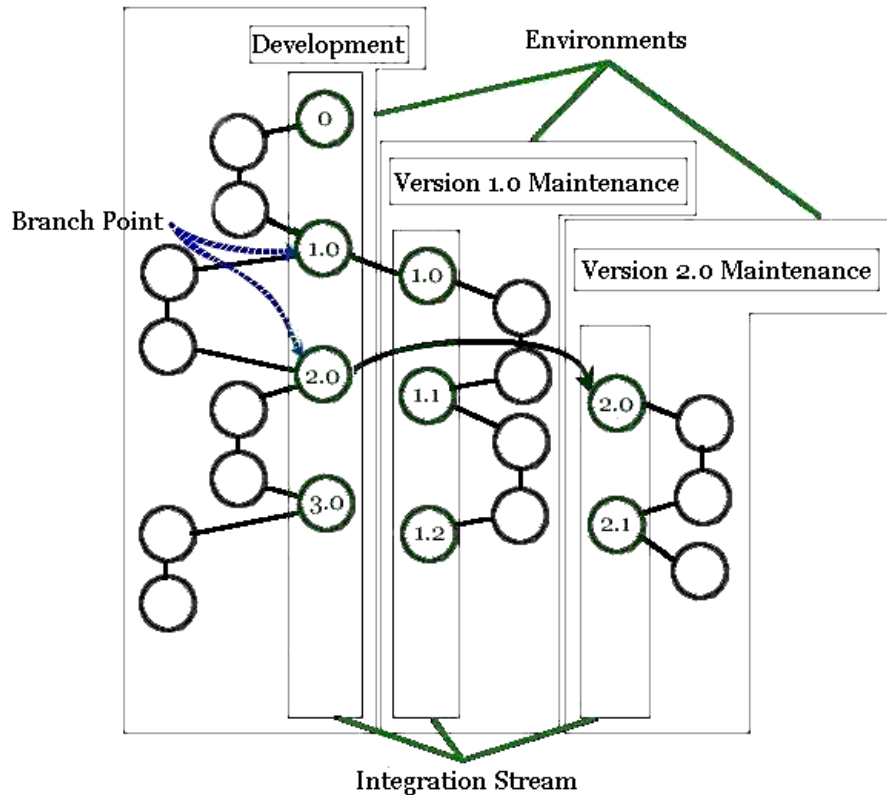 Development
Environments
0
Version 1.0 Maintenance
Branch Point
1.0
1.0
Version 2.0 Maintenance
2.0
1.1
2.0
3.0
1.2
2.1
Integration Stream